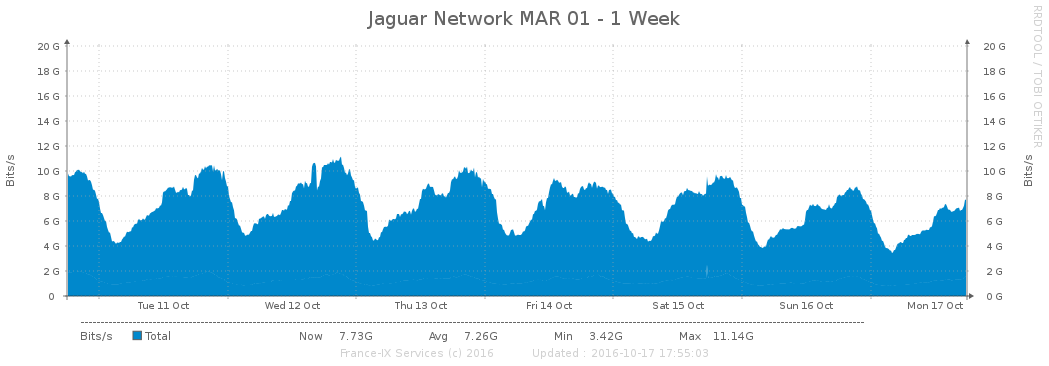 Jaguar Network MAR 01 - 1 Week
RRDTOOL / TOBI OETIKER
Bits/s
20 G
18 G
16 G
14 G
12 G
10 G
8 G
6 G
4 G
2 G
0
20 G
18 G
16 G
14 G
12 G
10 G
8 G
6 G
4 G
2 G
0 G
Bits/s
Tue 11 Oct Wed 12 Oct Thu 13 Oct Fri 14 Oct Sat 15 Oct Sun 16 Oct Mon 17 Oct
Bits/s Total Now 7.73G Avg 7.26G Min 3.42G Max 11.14G
France-IX Services (c) 2016 Updated : 2016-10-17 17:55:03